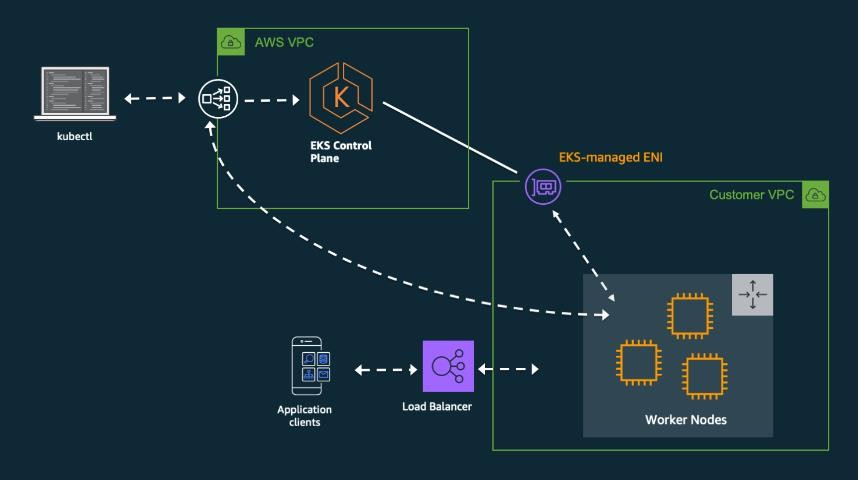 AWS VPC
kubectl
K
EKS Control
Plane
EKS-managed ENI
Customer VPC
Application
clients
Load Balancer
Worker Nodes